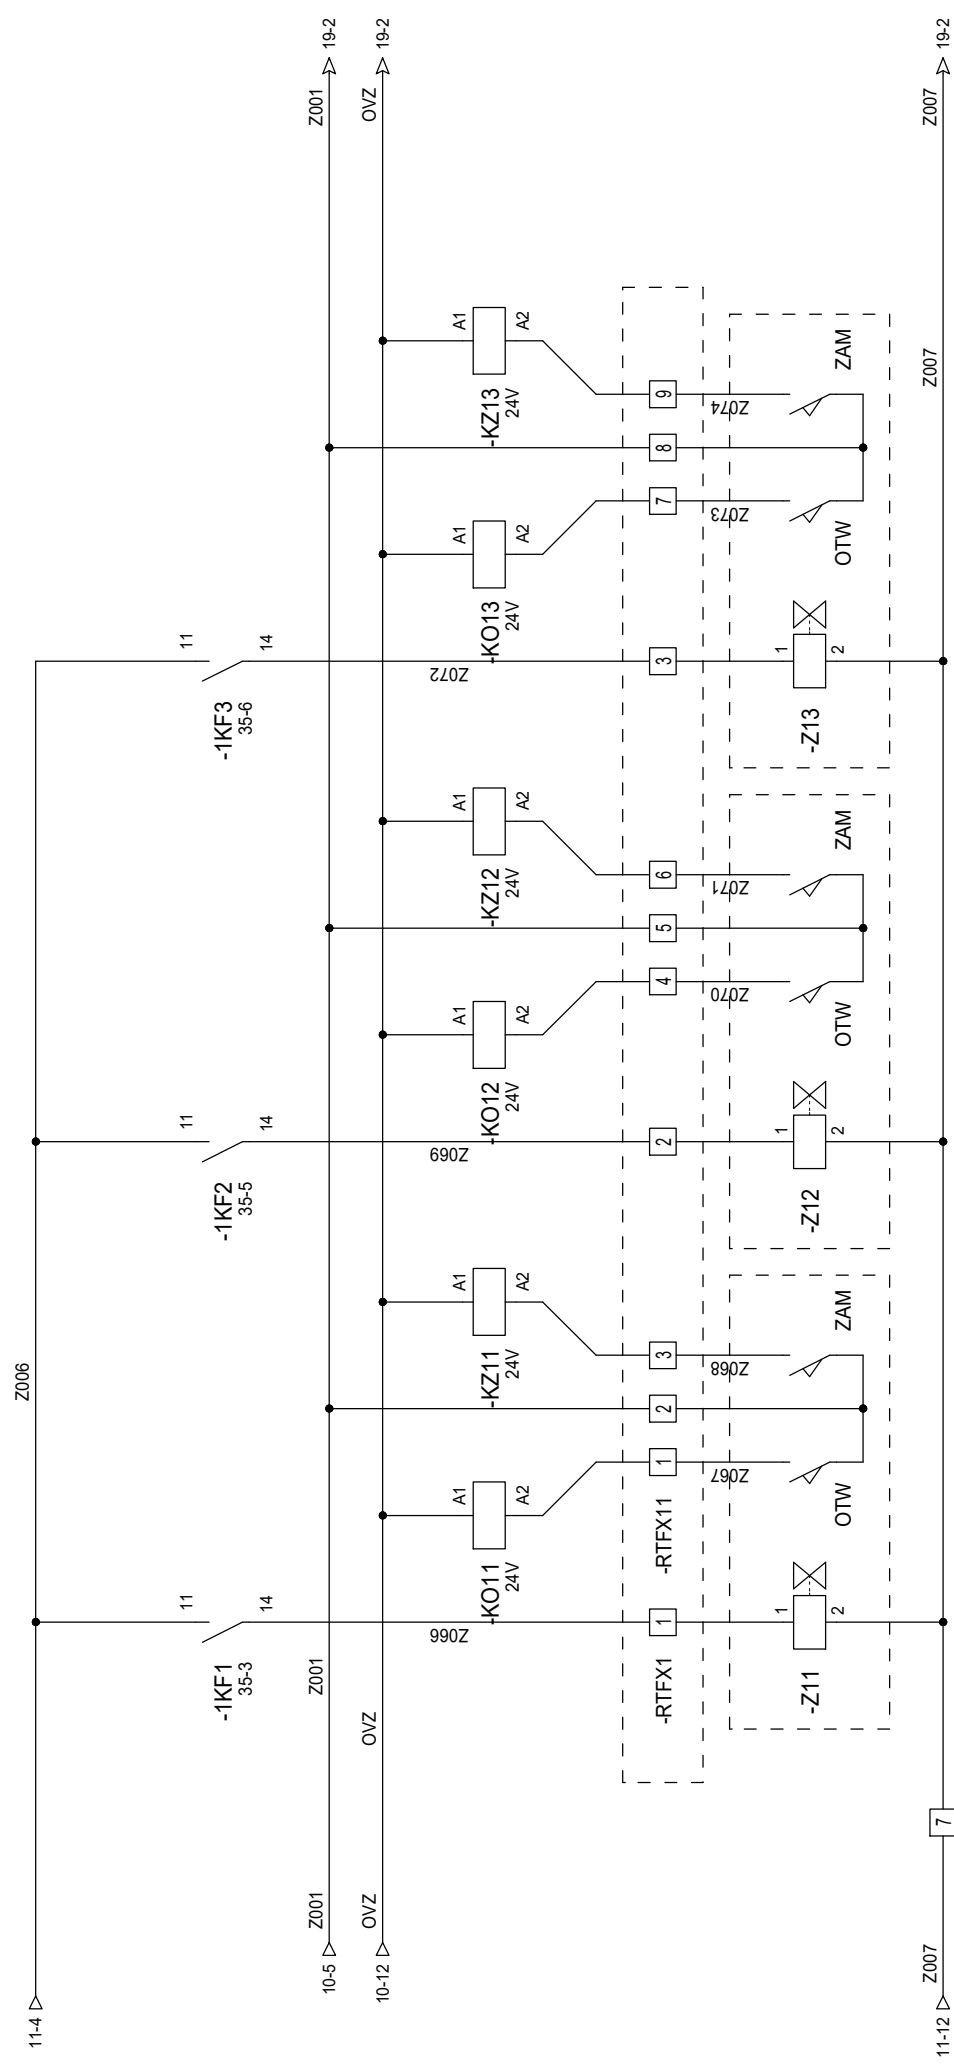 Z006
11-4
11 11 11
-1KF1 -1KF2 -1KF3
35-3 35-5 35-6
14 14 14
Z001 Z001 Z001
10-5 19-2
OVZ OVZ OVZ
10-12 19-2
Z066 Z069 Z072
A1 A1 A1 A1 A1 A1
-KO11 -KZ11 -KO12 -KZ12 -KO13 -KZ13
24V 24V 24V 24V 24V 24V
A2 A2 A2 A2 A2 A2
-RTFX1 1 -RTFX11 1 2 3 2 4 5 6 3 7 8 9
Z067 Z068 Z070 Z071 Z073 Z074
1 1 1
-Z11 -Z12 -Z13
2 OTW ZAM 2 OTW ZAM 2 OTW ZAM
Z007 Z007 Z007
11-12 7 19-2